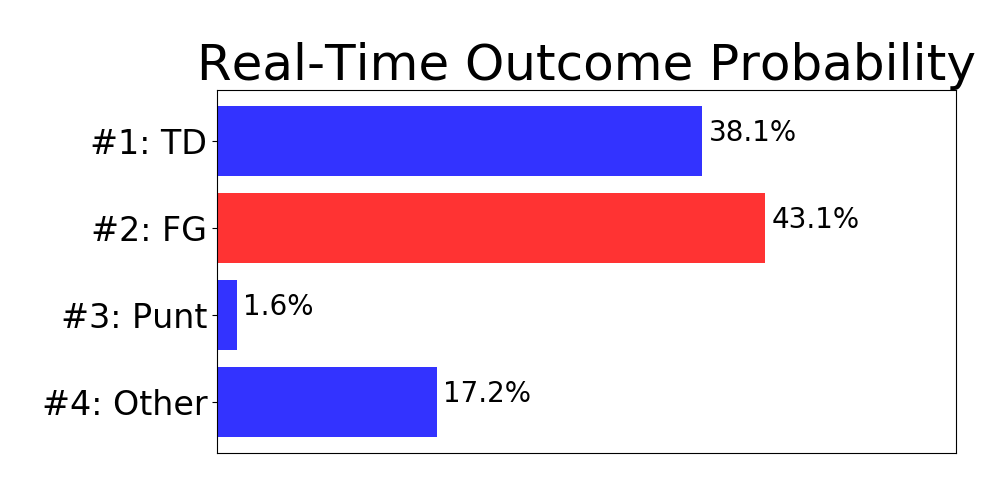 Real-Time Outcome Probability
#1: TD 38.1%
#2: FG 43.1%
#3: Punt 1.6%
#4: Other 17.2%